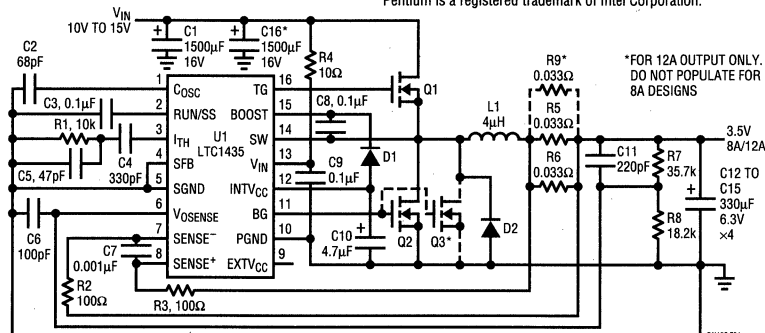 Pentium is a registered trademark of Intel Corporation.
VIN
10V TO 15V
C1
1500µF
16V
C16*
1500µF
16V
R4
10Ω
Q1
*FOR 12A OUTPUT ONLY.
DO NOT POPULATE FOR
8A DESIGNS
C2
68pF
C3, 0.1µF
R1, 10k
C5, 47pF
C4
330pF
C6
100pF
C7
0.001µF
R2
100Ω
R3, 100Ω
1
COSC
2
RUN/SS
3
ITH
4
SFB
5
SGND
6
VOSENSE
7
SENSE–
8
SENSE+
U1
LTC1435
16
TG
15
BOOST
14
SW
13
VIN
12
INTVCC
11
BG
10
PGND
9
EXTVCC
C8, 0.1µF
D1
C9
0.1µF
C10
4.7µF
Q2
Q3*
D2
L1
4µH
R9*
0.033Ω
R5
0.033Ω
R6
0.033Ω
C11
220pF
R7
35.7k
R8
18.2k
3.5V
8A/12A
C12 TO
C15
330µF
6.3V
×4